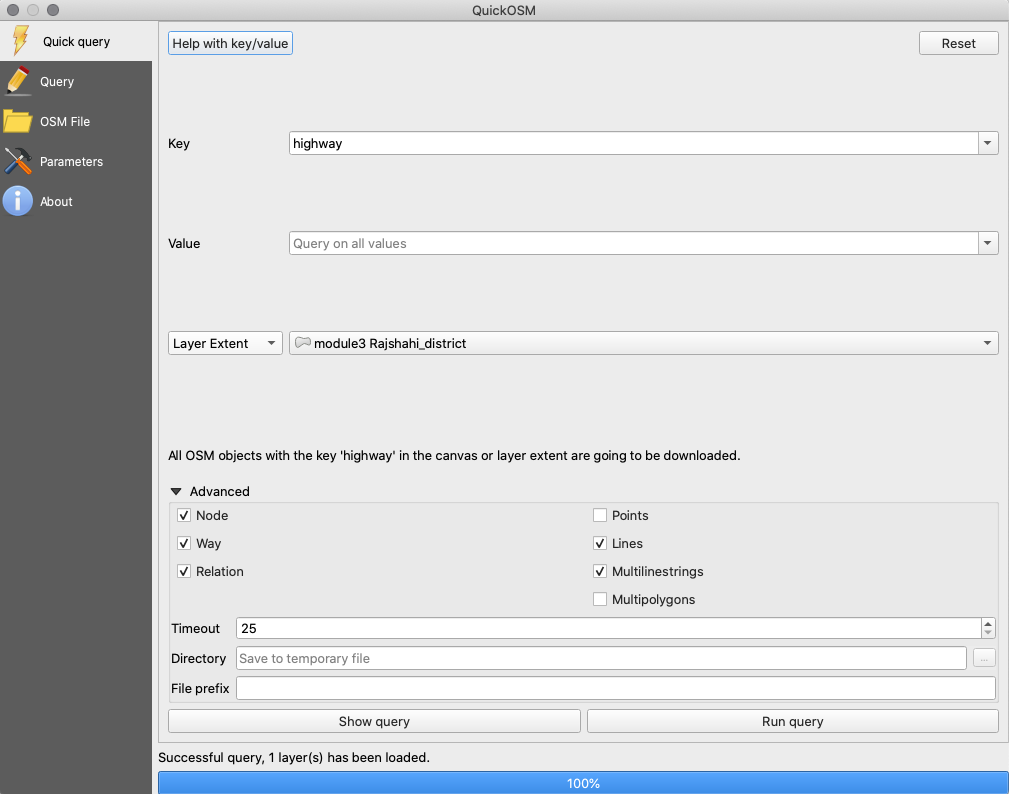 QuickOSM
Quick query
Query
OSM File
Parameters
About
Help with key/value
Reset
Key
highway
Value
Query on all values
Layer Extent
module3 Rajshahi_district
All OSM objects with the key 'highway' in the canvas or layer extent are going to be downloaded.
Advanced
Node
Points
Way
Lines
Relation
Multilinestrings
Multipolygons
Timeout
25
Directory
Save to temporary file
...
File prefix
Show query
Run query
Successful query, 1 layer(s) has been loaded.
100%